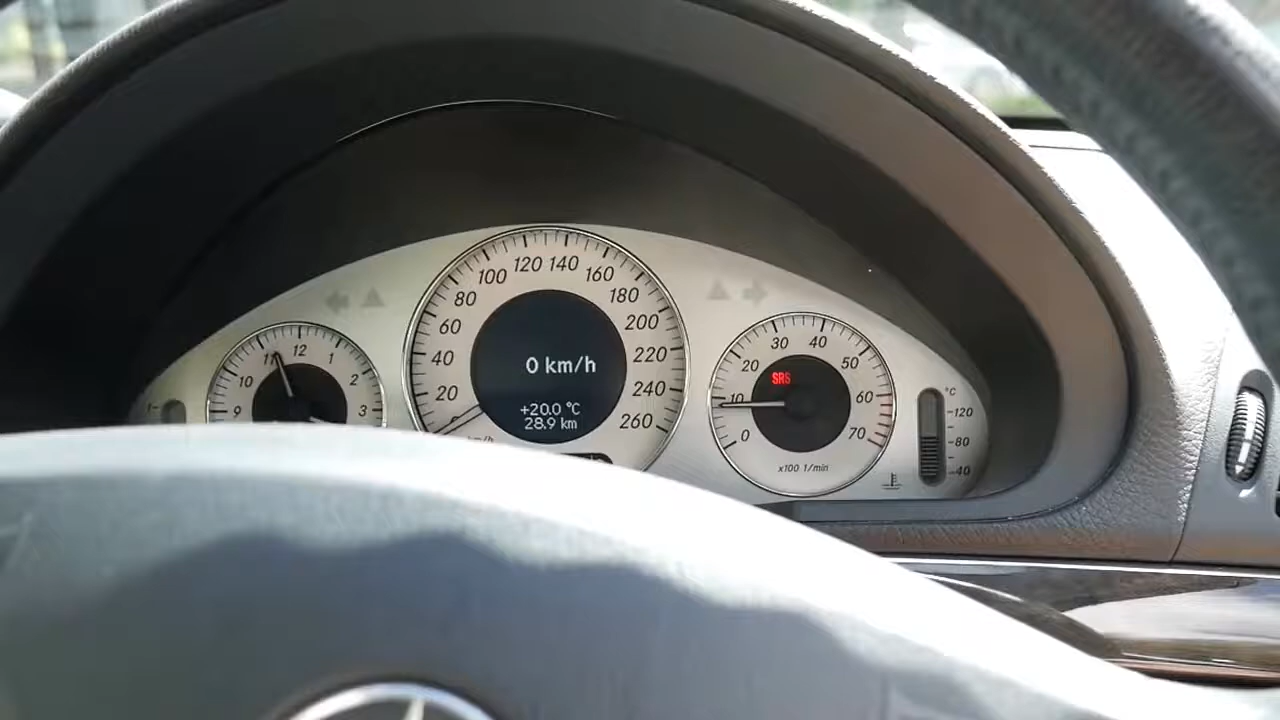 11 12 1
10 2
9 3
20 40 60 80 100 120 140 160 180 200 220 240 260
0 km/h
+20.0 °C
28.9 km
km/h
0 10 20 30 40 50 60 70
SRS
x100 1/min
°C
120
80
40